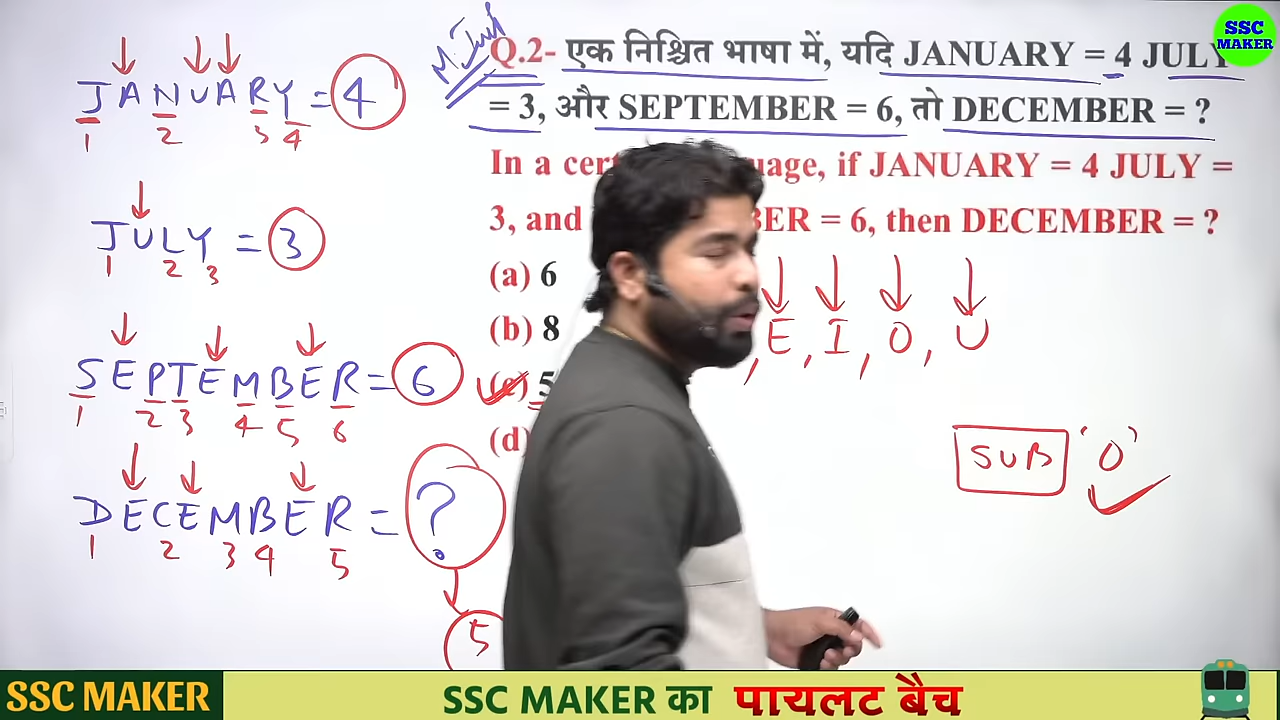 SSC
MAKER
Q.2- एक निश्चित भाषा में, यदि JANUARY = 4 JULY
= 3, और SEPTEMBER = 6, तो DECEMBER = ?
In a language, if JANUARY = 4 JULY =
3, and = 6, then DECEMBER = ?
(a) 6
(b) 8
(c) 5
(d)
JANUARY = 4
1 2 3 4
JULY = 3
1 2 3
SEPTEMBER = 6
1 2 3 4 5 6
DECEMBER = ?
1 2 3 4 5
5
, E, I, O, U
SUB 'O'
SSC MAKER
SSC MAKER का पायलट बैच